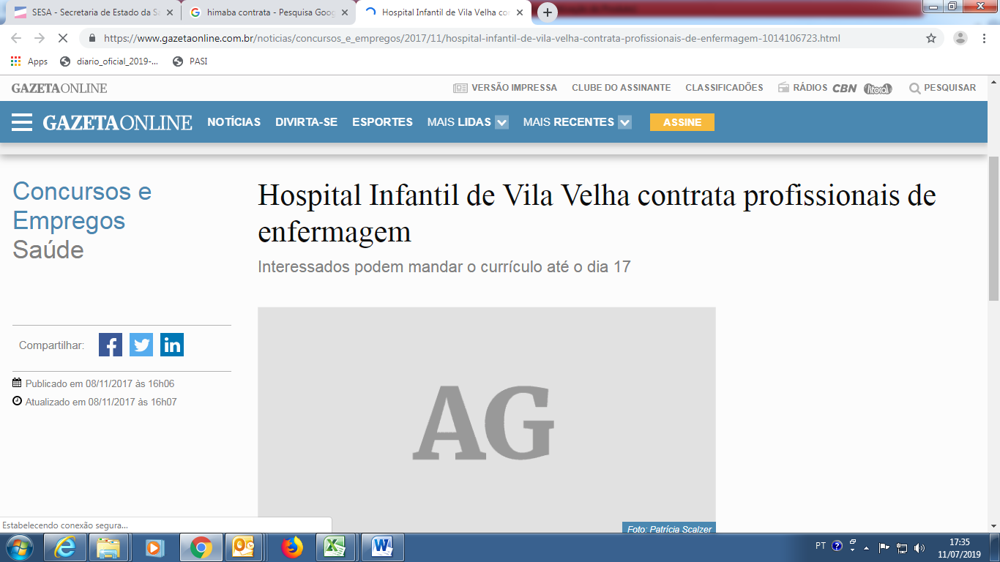 SESA - Secretaria de Estado da Sa
himaba contrata - Pesquisa Goog
Hospital Infantil de Vila Velha co
https://www.gazetaonline.com.br/noticias/concursos_e_empregos/2017/11/hospital-infantil-de-vila-velha-contrata-profissionais-de-enfermagem-1014106723.html
Apps
diario_oficial_2019-...
PASI
GAZETAONLINE
VERSÃO IMPRESSA
CLUBE DO ASSINANTE
CLASSIFICADÕES
RÁDIOS CBN litoral
PESQUISAR
GAZETAONLINE
NOTÍCIAS
DIVIRTA-SE
ESPORTES
MAIS LIDAS
MAIS RECENTES
ASSINE
Concursos e
Empregos
Saúde
Hospital Infantil de Vila Velha contrata profissionais de
enfermagem
Interessados podem mandar o currículo até o dia 17
Compartilhar:
Publicado em 08/11/2017 às 16h06
Atualizado em 08/11/2017 às 16h07
AG
Foto: Patrícia Scalzer
Estabelecendo conexão segura...
PT
17:35
11/07/2019